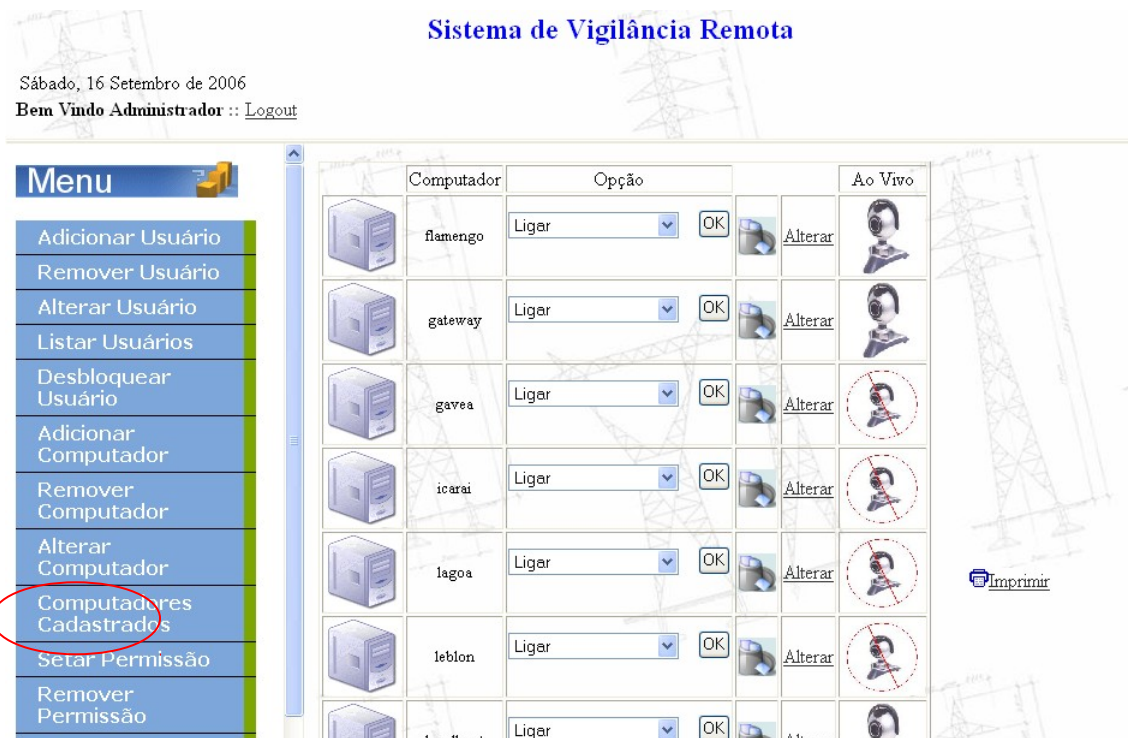 Sistema de Vigilância Remota
Sábado, 16 Setembro de 2006
Bem Vindo Administrador :: Logout
Menu
Adicionar Usuário
Remover Usuário
Alterar Usuário
Listar Usuários
Desbloquear
Usuário
Adicionar
Computador
Remover
Computador
Alterar
Computador
Computadores
Cadastrados
Setar Permissão
Remover
Permissão
Computador Opção Ao Vivo
flamengo Ligar OK Alterar
gateway Ligar OK Alterar
gavea Ligar OK Alterar
icarai Ligar OK Alterar
lagoa Ligar OK Alterar
leblon Ligar OK Alterar
Ligar OK
Imprimir